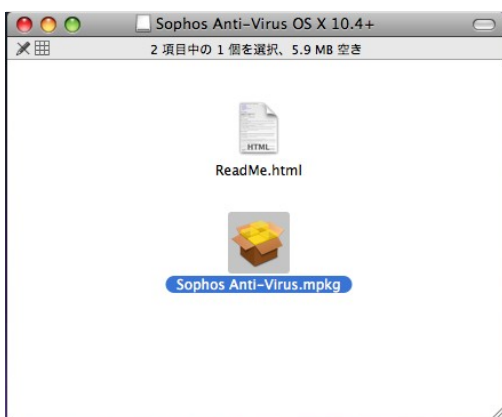 Sophos Anti-Virus OS X 10.4+
2 項目中の 1 個を選択、5.9 MB 空き
HTML
ReadMe.html
Sophos Anti-Virus.mpkg